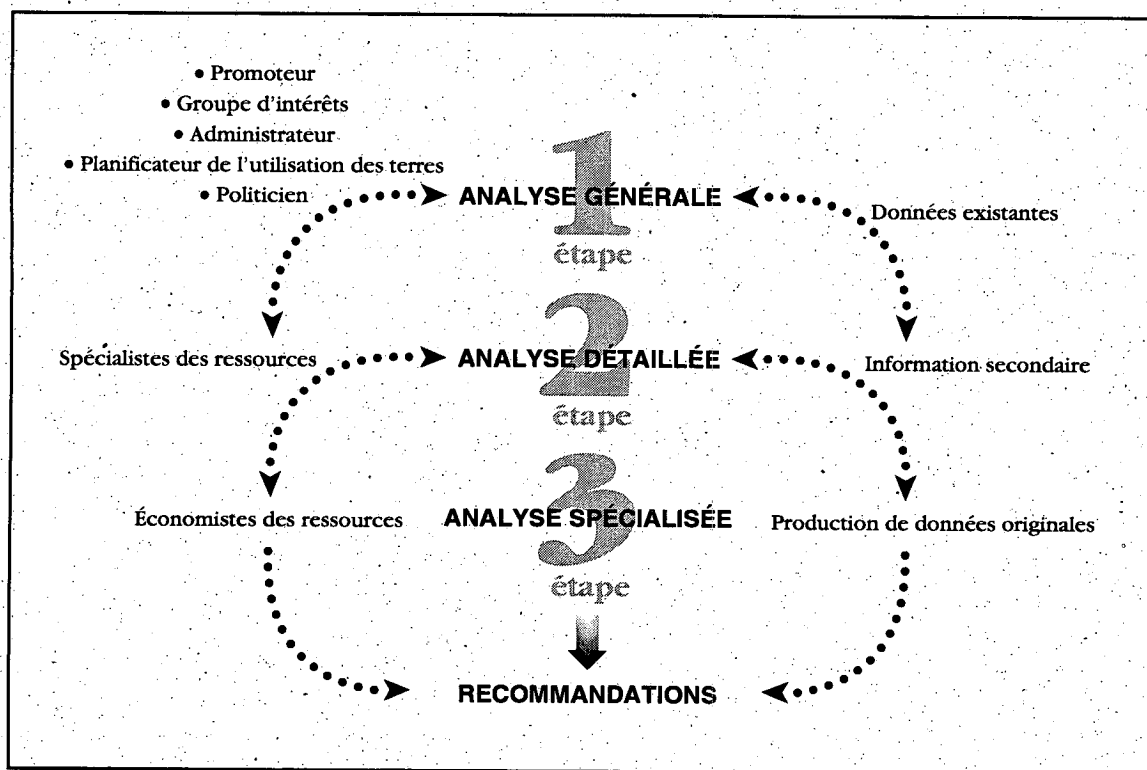 • Promoteur
• Groupe d'intérêts
• Administrateur
• Planificateur de l'utilisation des terres
• Politicien
1
ANALYSE GÉNÉRALE
étape
Données existantes
2
Spécialistes des ressources
ANALYSE DÉTAILLÉE
Information secondaire
étape
3
Économistes des ressources
ANALYSE SPÉCIALISÉE
Production de données originales
étape
RECOMMANDATIONS